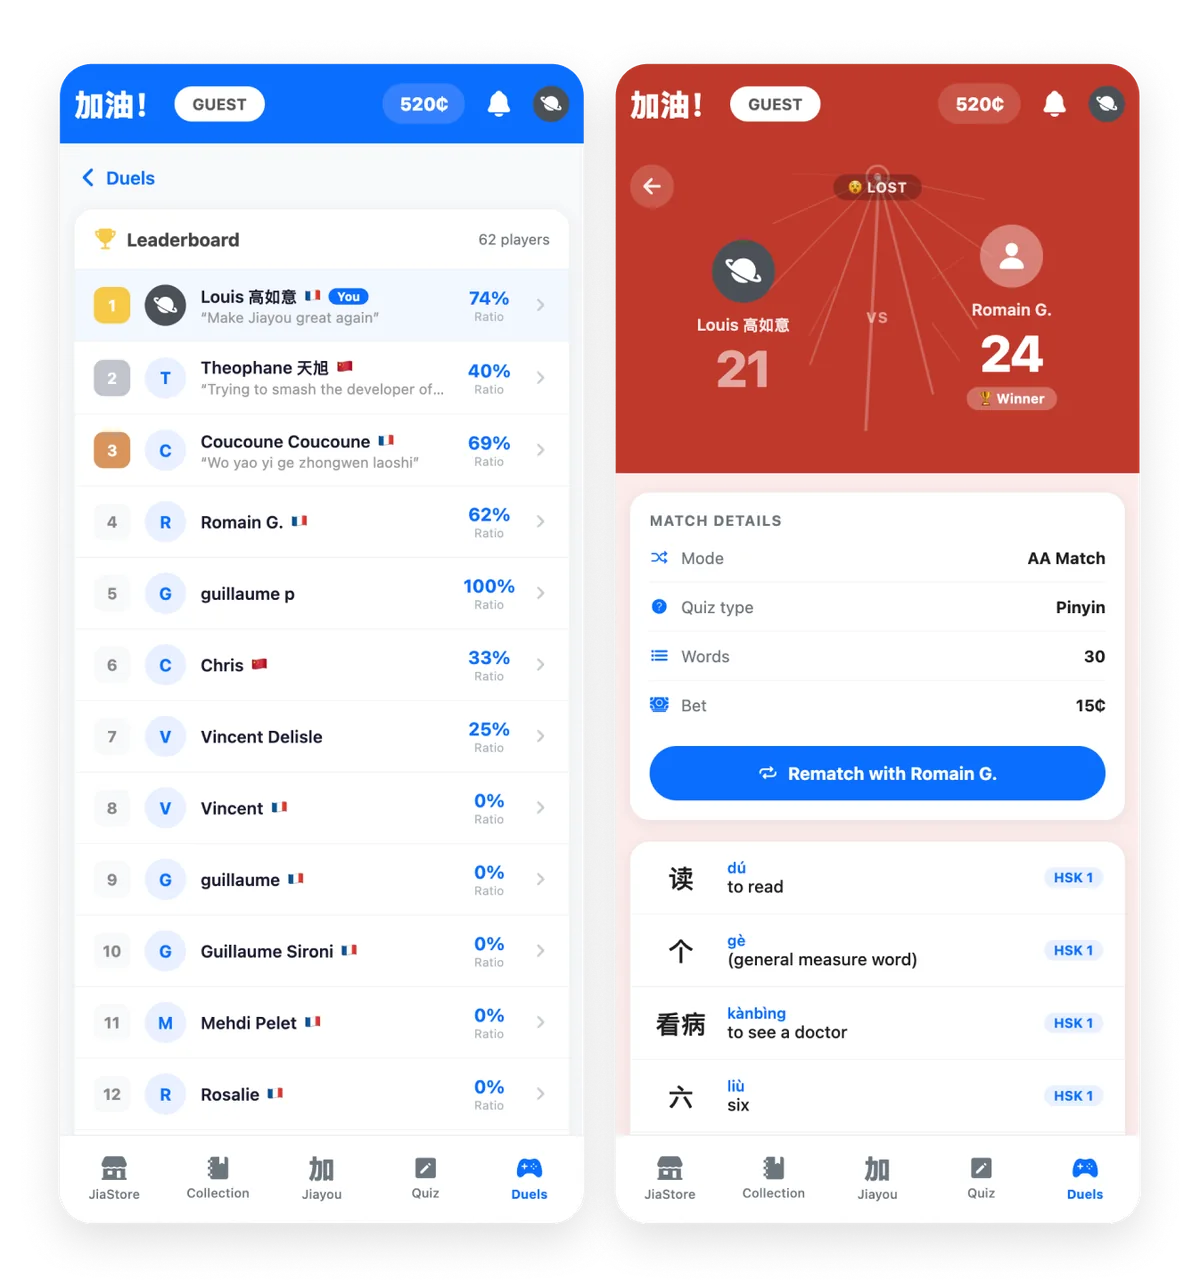 加油！ GUEST 520¢
Duels
Leaderboard 62 players
1 Louis 高如意 You 74%
“Make Jiayou great again” Ratio
2 T Theophane 天旭 40%
“Trying to smash the developer of... Ratio
3 C Coucoune Coucoune 69%
“Wo yao yi ge zhongwen laoshi” Ratio
4 R Romain G. 62%
Ratio
5 G guillaume p 100%
Ratio
6 C Chris 33%
Ratio
7 V Vincent Delisle 25%
Ratio
8 V Vincent 0%
Ratio
9 G guillaume 0%
Ratio
10 G Guillaume Sironi 0%
Ratio
11 M Mehdi Pelet 0%
Ratio
12 R Rosalie 0%
Ratio
加
JiaStore Collection Jiayou Quiz Duels
加油！ GUEST 520¢
LOST
Louis 高如意 VS Romain G.
21 24
Winner
MATCH DETAILS
Mode AA Match
Quiz type Pinyin
Words 30
Bet 15¢
Rematch with Romain G.
读 dú HSK 1
to read
个 gè HSK 1
(general measure word)
看病 kànbìng HSK 1
to see a doctor
六 liù HSK 1
six
加
JiaStore Collection Jiayou Quiz Duels